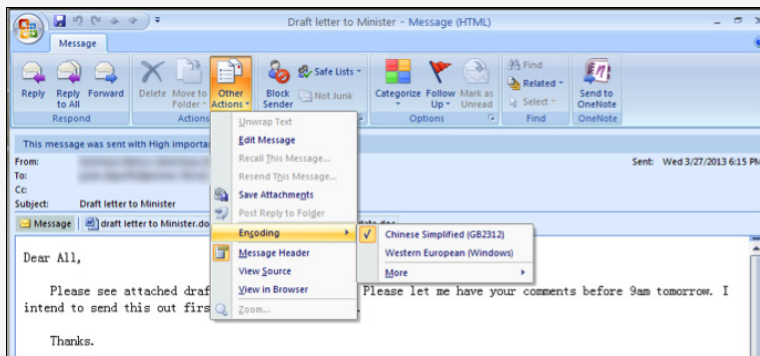 Draft letter to Minister - Message (HTML)
Message
Reply
Reply to All
Forward
Delete
Move to Folder
Other Actions
Block Sender
Safe Lists
Not Junk
Categorize
Follow Up
Mark as Unread
Find
Related
Select
Send to OneNote
Respond
Actions
Options
Find
OneNote
This message was sent with High importa
From:
Sent: Wed 3/27/2013 6:15 PM
To:
Cc:
Subject: Draft letter to Minister
Message
draft letter to Minister.do
Unwrap Text
Edit Message
Recall This Message...
Resend This Message...
Save Attachments
Post Reply to Folder
Encoding
Message Header
View Source
View in Browser
Zoom...
Chinese Simplified (GB2312)
Western European (Windows)
More
Dear All,
Please see attached draf Please let me have your comments before 9am tomorrow. I
intend to send this out firs
Thanks.